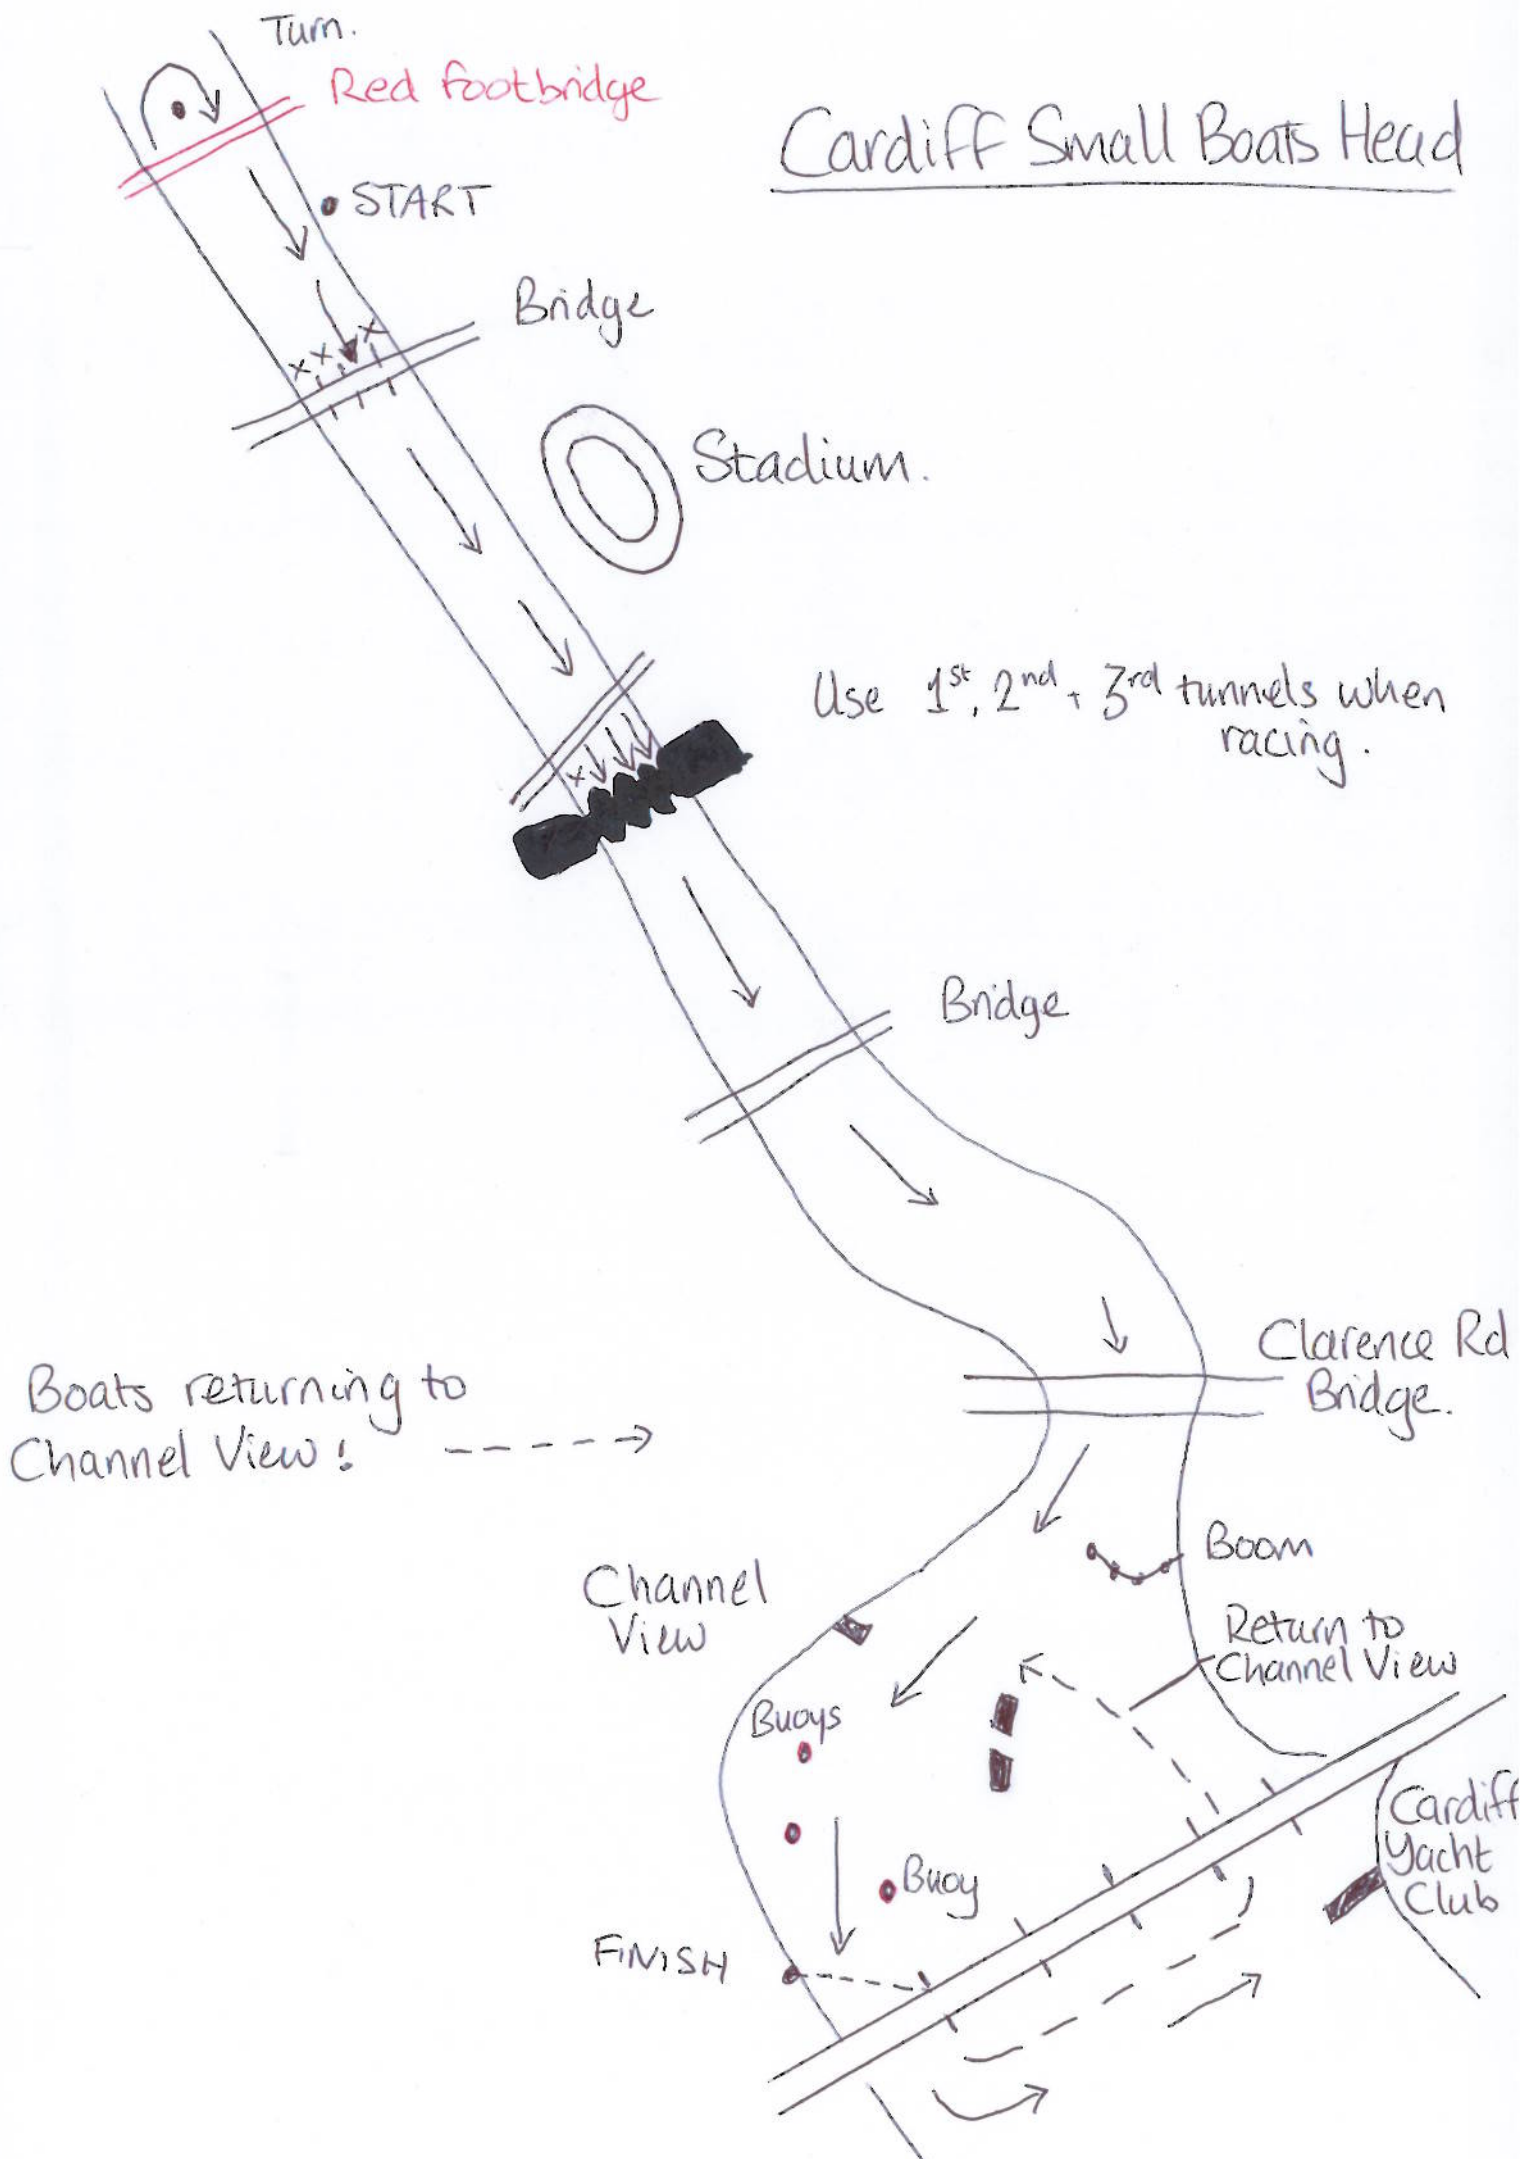 Turn.
Red footbridge
Cardiff Small Boats Head
START
Bridge
Stadium.
Use 1st, 2nd + 3rd tunnels when
racing.
Bridge
Clarence Rd
Bridge.
Boats returning to
Channel View:
Boom
Channel
View
Return to
Channel View
Buoys
Buoy
Cardiff
Yacht
Club
FINISH